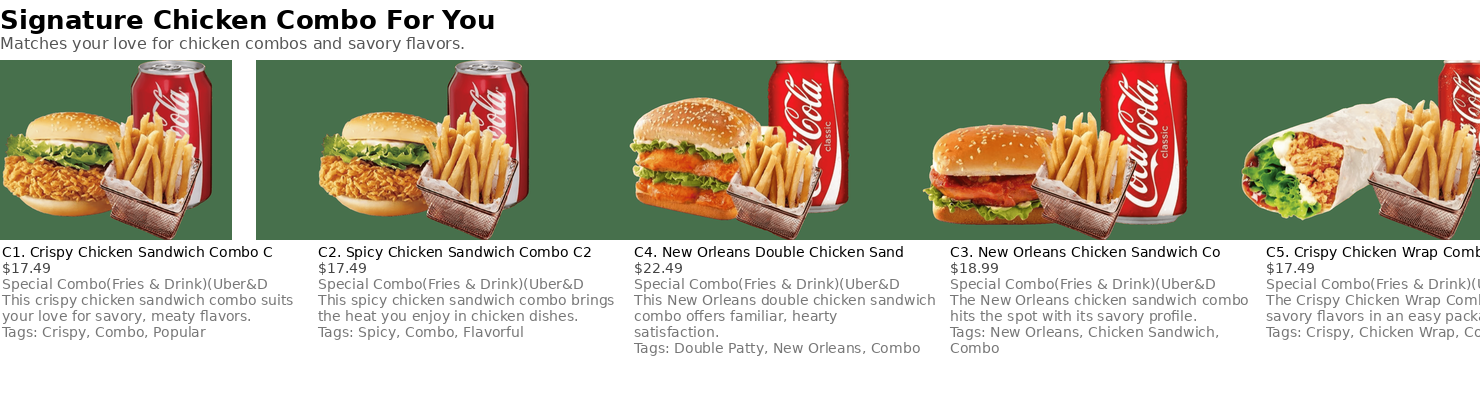 Signature Chicken Combo For You
Matches your love for chicken combos and savory flavors.
Coca-Cola
Coca-Cola
classic
Coca-Cola
classic
C1. Crispy Chicken Sandwich Combo C
$17.49
Special Combo(Fries & Drink)(Uber&D
This crispy chicken sandwich combo suits
your love for savory, meaty flavors.
Tags: Crispy, Combo, Popular
C2. Spicy Chicken Sandwich Combo C2
$17.49
Special Combo(Fries & Drink)(Uber&D
This spicy chicken sandwich combo brings
the heat you enjoy in chicken dishes.
Tags: Spicy, Combo, Flavorful
C4. New Orleans Double Chicken Sand
$22.49
Special Combo(Fries & Drink)(Uber&D
This New Orleans double chicken sandwich
combo offers familiar, hearty
satisfaction.
Tags: Double Patty, New Orleans, Combo
C3. New Orleans Chicken Sandwich Co
$18.99
Special Combo(Fries & Drink)(Uber&D
The New Orleans chicken sandwich combo
hits the spot with its savory profile.
Tags: New Orleans, Chicken Sandwich,
Combo
C5. Crispy Chicken Wrap Comb
$17.49
Special Combo(Fries & Drink)(U
The Crispy Chicken Wrap Com
savory flavors in an easy pack
Tags: Crispy, Chicken Wrap, Co